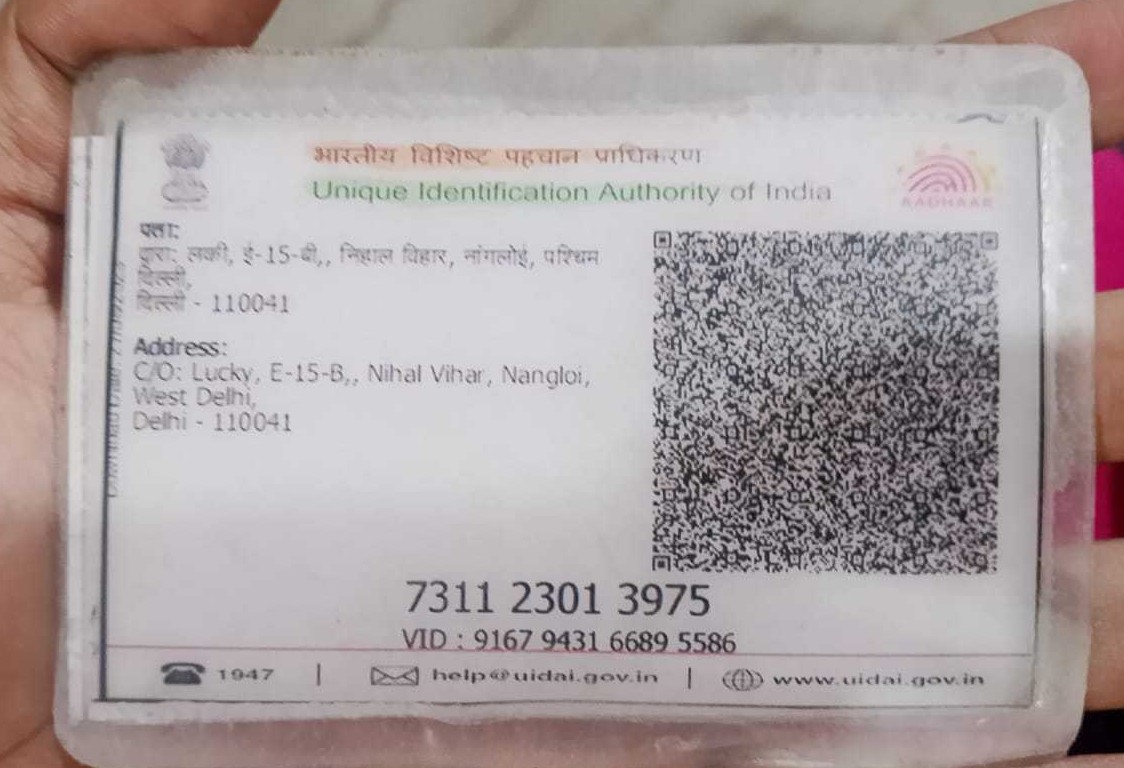 भारतीय विशिष्ट पहचान प्राधिकरण
Unique Identification Authority of India
AADHAAR
पता:
द्वारा: लकी, ई-15-बी,, निहाल विहार, नांगलोई, पश्चिम
दिल्ली,
दिल्ली - 110041
Address:
C/O: Lucky, E-15-B,, Nihal Vihar, Nangloi,
West Delhi,
Delhi - 110041
7311 2301 3975
VID : 9167 9431 6689 5586
1947 | help@uidai.gov.in | www.uidai.gov.in